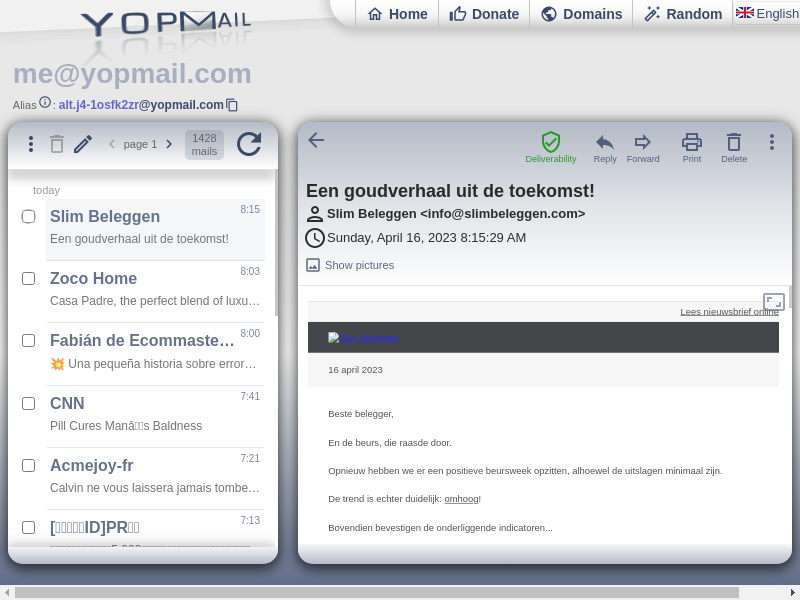 YOPMAIL
Home
Donate
Domains
Random
English
me@yopmail.com
Alias : alt.j4-1osfk2zr@yopmail.com
page 1
1428
mails
today
Slim Beleggen 8:15
Een goudverhaal uit de toekomst!
Zoco Home 8:03
Casa Padre, the perfect blend of luxu…
Fabián de Ecommaste… 8:00
💥 Una pequeña historia sobre error…
CNN 7:41
Pill Cures Manâs Baldness
Acmejoy-fr 7:21
Calvin ne vous laissera jamais tombe…
ID]PR 7:13
Deliverability
Reply
Forward
Print
Delete
Een goudverhaal uit de toekomst!
Slim Beleggen <info@slimbeleggen.com>
Sunday, April 16, 2023 8:15:29 AM
Show pictures
Lees nieuwsbrief online
16 april 2023
Beste belegger,
En de beurs, die raasde door.
Opnieuw hebben we er een positieve beursweek opzitten, alhoewel de uitslagen minimaal zijn.
De trend is echter duidelijk: omhoog!
Bovendien bevestigen de onderliggende indicatoren...